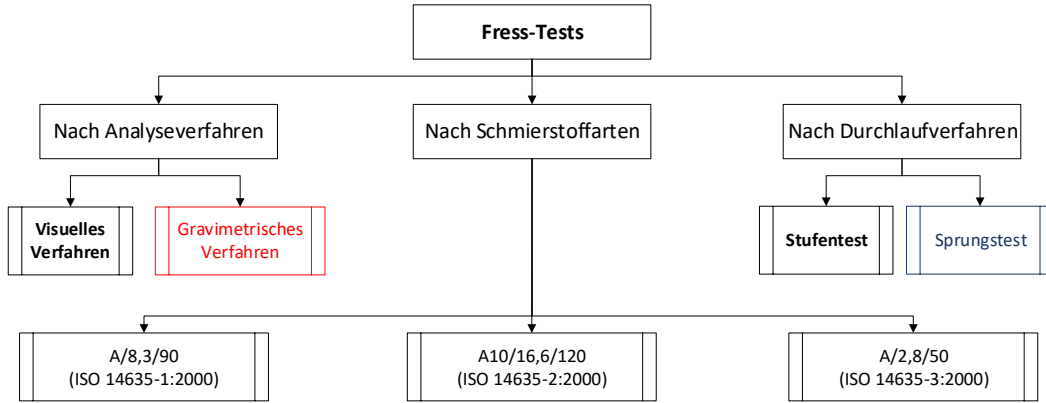 Fress-Tests
Nach Analyseverfahren
Nach Schmierstoffarten
Nach Durchlaufverfahren
Visuelles
Verfahren
Gravimetrisches
Verfahren
Stufentest
Sprungstest
A/8,3/90
(ISO 14635-1:2000)
A10/16,6/120
(ISO 14635-2:2000)
A/2,8/50
(ISO 14635-3:2000)